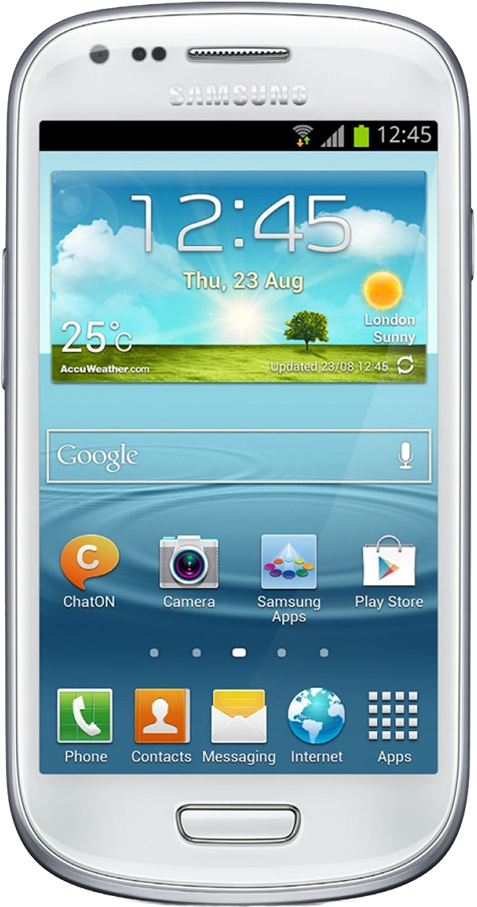 SAMSUNG
12:45
12:45
Thu, 23 Aug
London
Sunny
25°C
AccuWeather.com
Updated 23/08 12:45
Google
C
ChatON
Camera
Samsung
Apps
Play Store
Phone
Contacts
Messaging
Internet
Apps